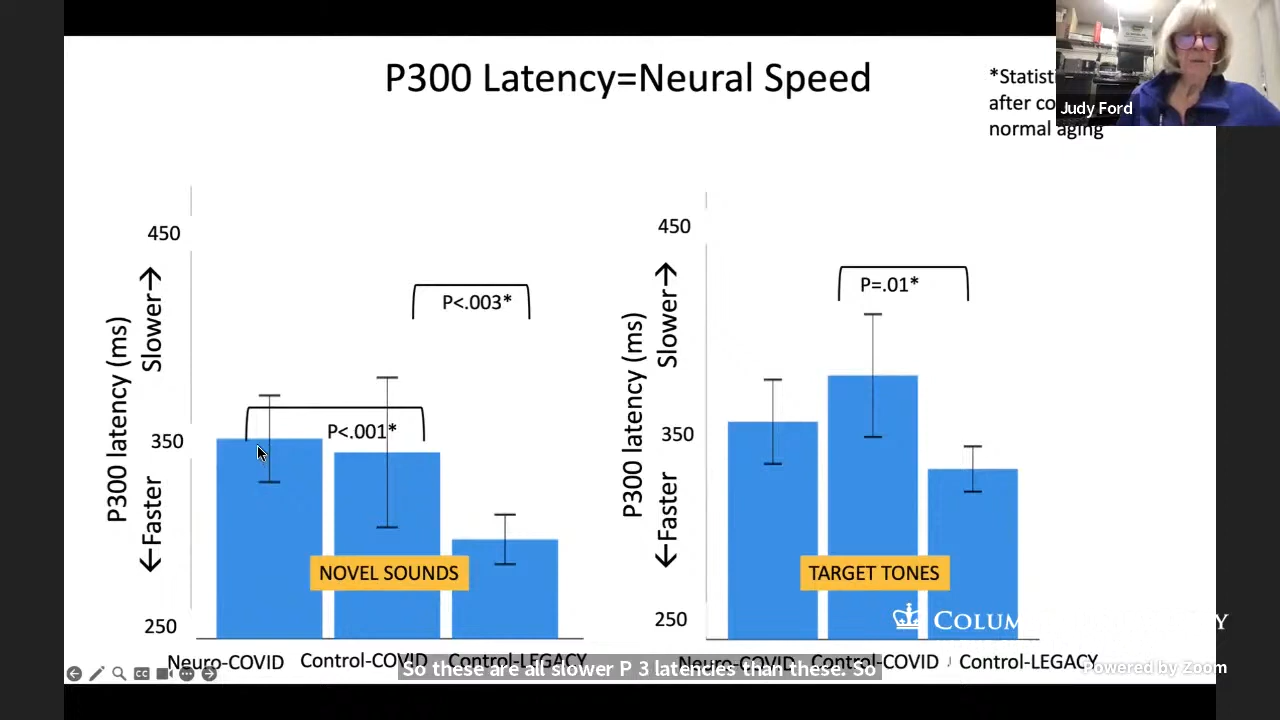 P300 Latency=Neural Speed
after
normal aging
Judy Ford
450
P<.003*
P300 latency (ms)
←Faster Slower→
P<.001*
350
NOVEL SOUNDS
250
Neuro-COVID Control-COVID Control-LEGACY
450
P=.01*
P300 latency (ms)
←Faster Slower→
350
TARGET TONES
250
Neuro-COVID Control-COVID Control-LEGACY
So these are all slower P 3 latencies than these. So
Powered by Zoom